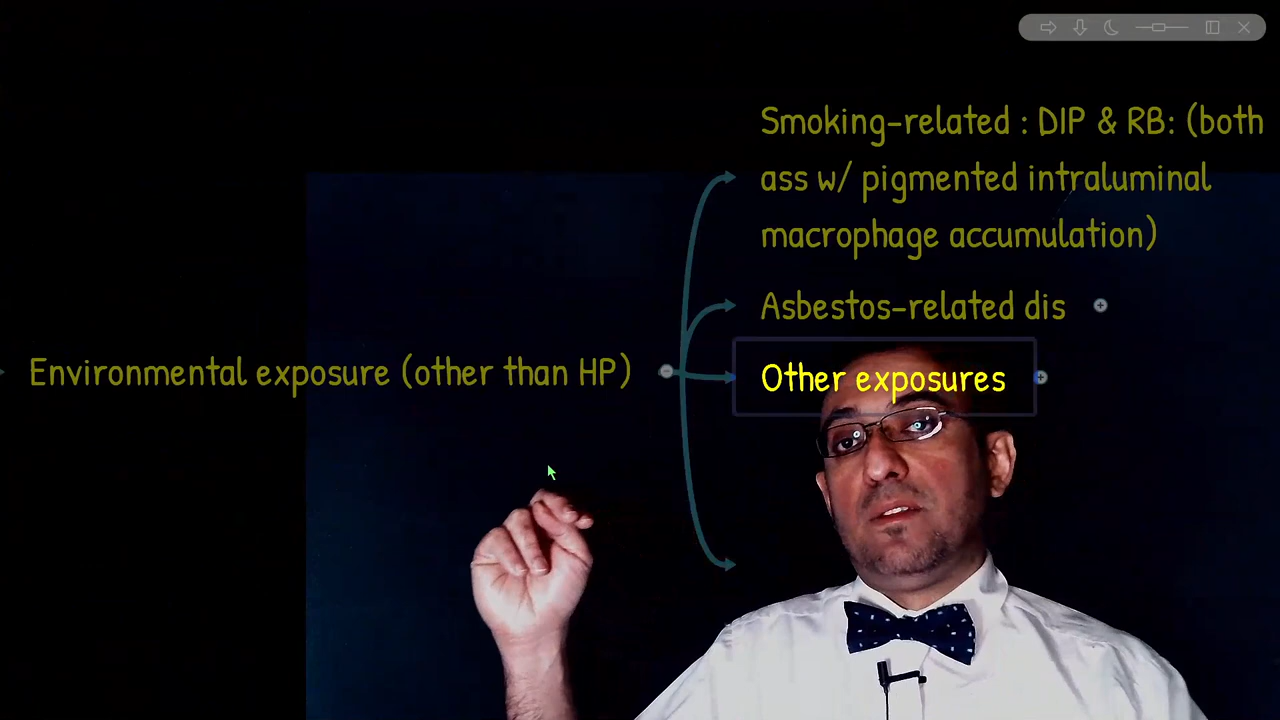 Smoking-related : DIP & RB: (both
ass w/ pigmented intraluminal
macrophage accumulation)
Asbestos-related dis
Environmental exposure (other than HP)
Other exposures